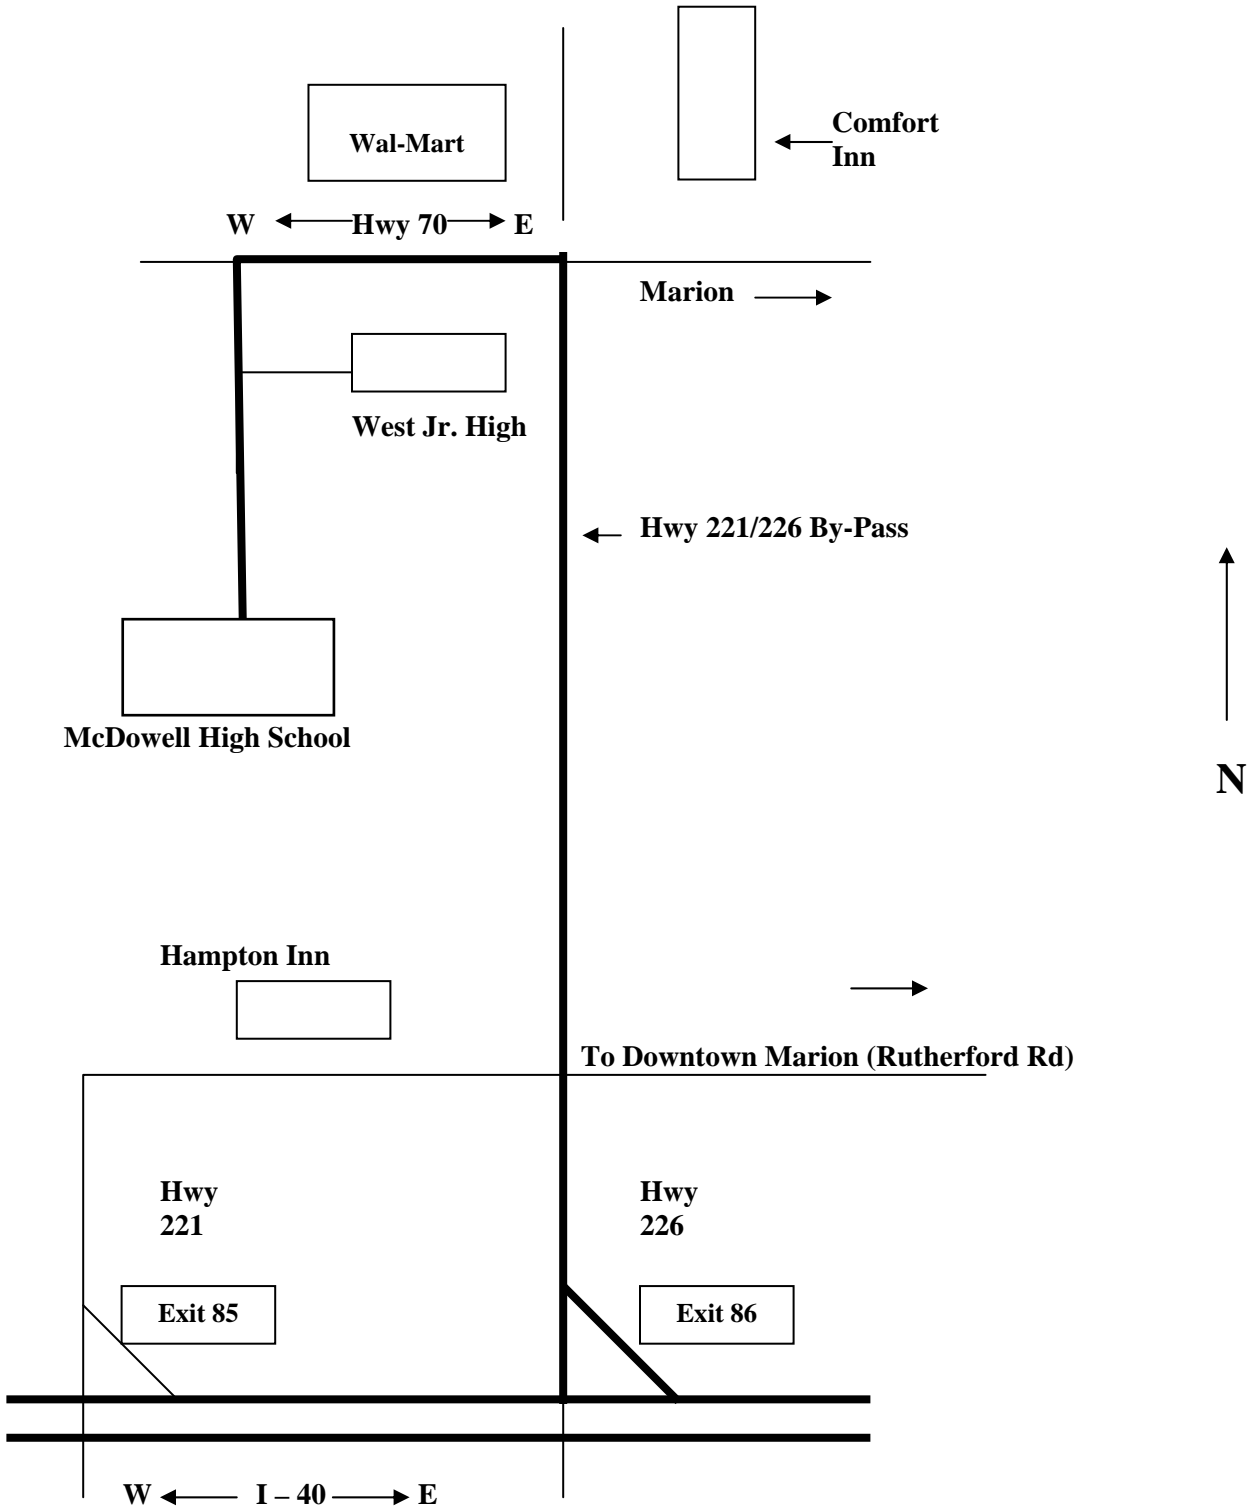 Comfort
Inn
Wal-Mart
W Hwy 70 E
Marion
West Jr. High
Hwy 221/226 By-Pass
McDowell High School
N
Hampton Inn
To Downtown Marion (Rutherford Rd)
Hwy
221
Hwy
226
Exit 85
Exit 86
W I – 40 E